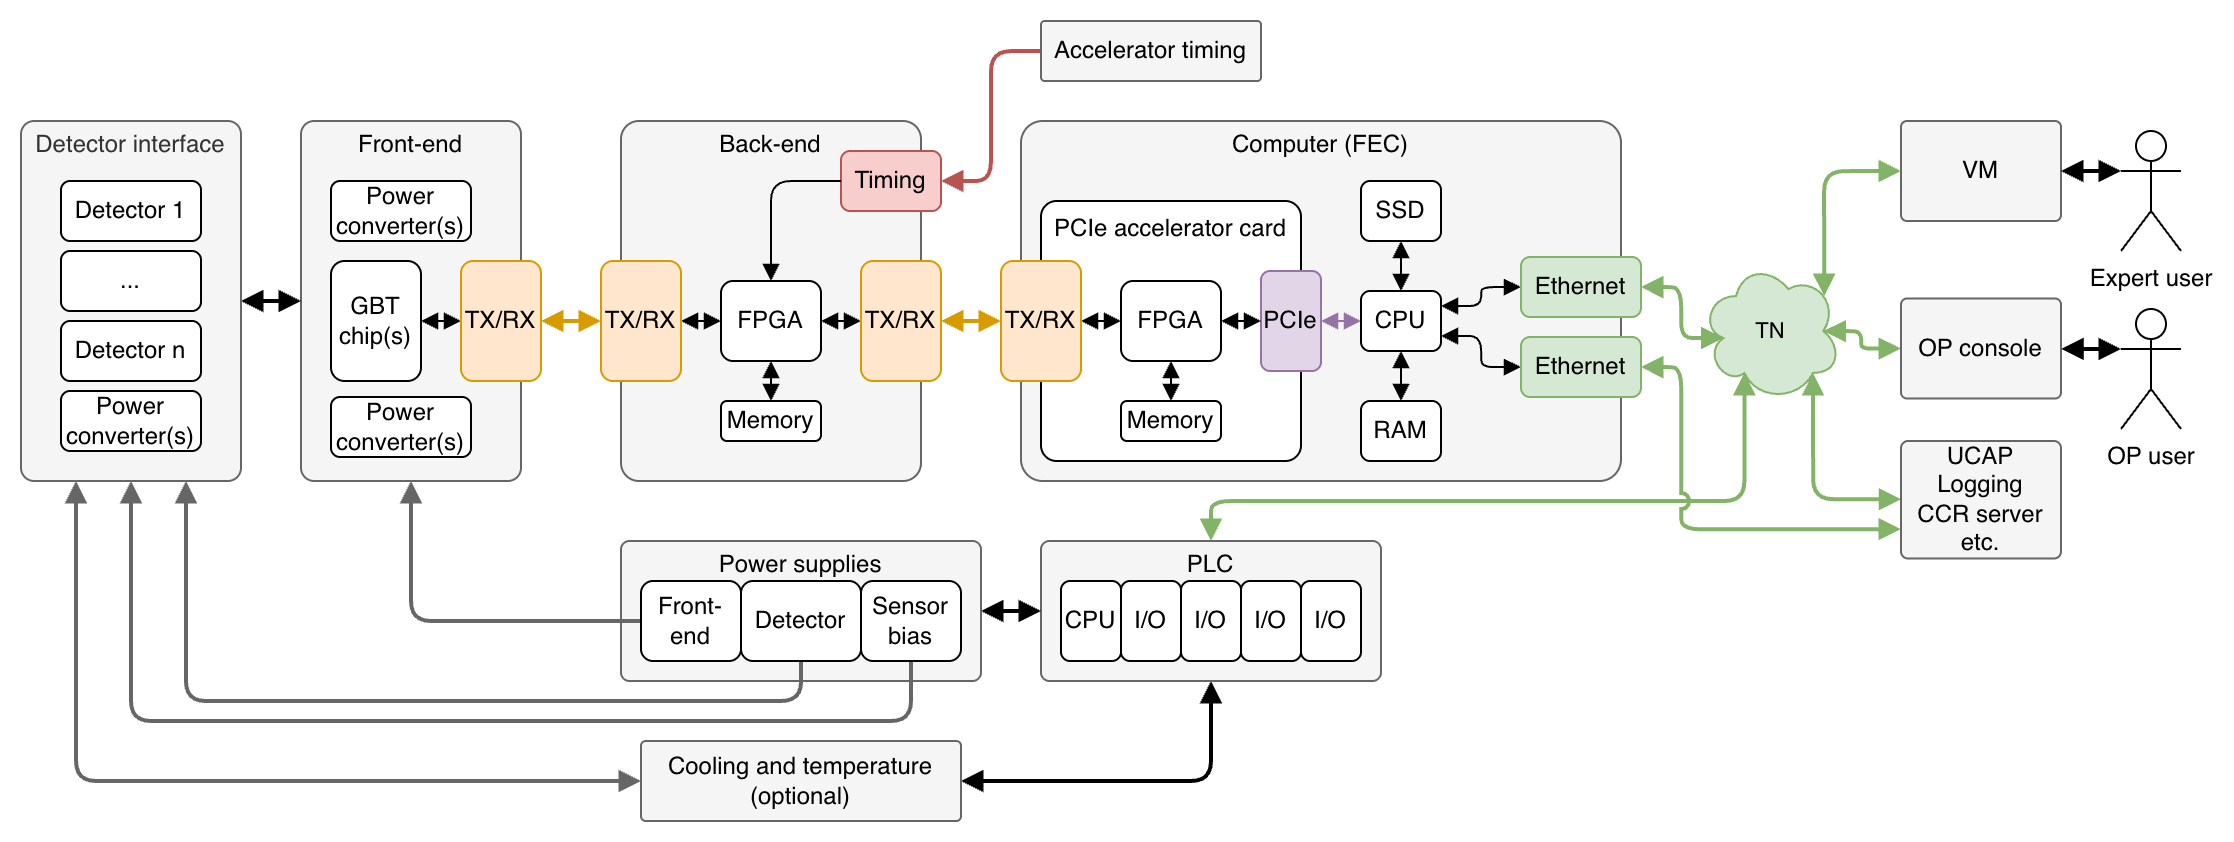 Accelerator timing
Detector interface
Detector 1
...
Detector n
Power
converter(s)
Front-end
Power
converter(s)
GBT
chip(s)
TX/RX
Power
converter(s)
Back-end
Timing
TX/RX
FPGA
TX/RX
Memory
Computer (FEC)
PCIe accelerator card
TX/RX
FPGA
PCIe
Memory
SSD
CPU
RAM
Ethernet
Ethernet
TN
VM
Expert user
OP console
OP user
UCAP
Logging
CCR server
etc.
Power supplies
Front-
end
Detector
Sensor
bias
PLC
CPU
I/O
I/O
I/O
I/O
Cooling and temperature
(optional)